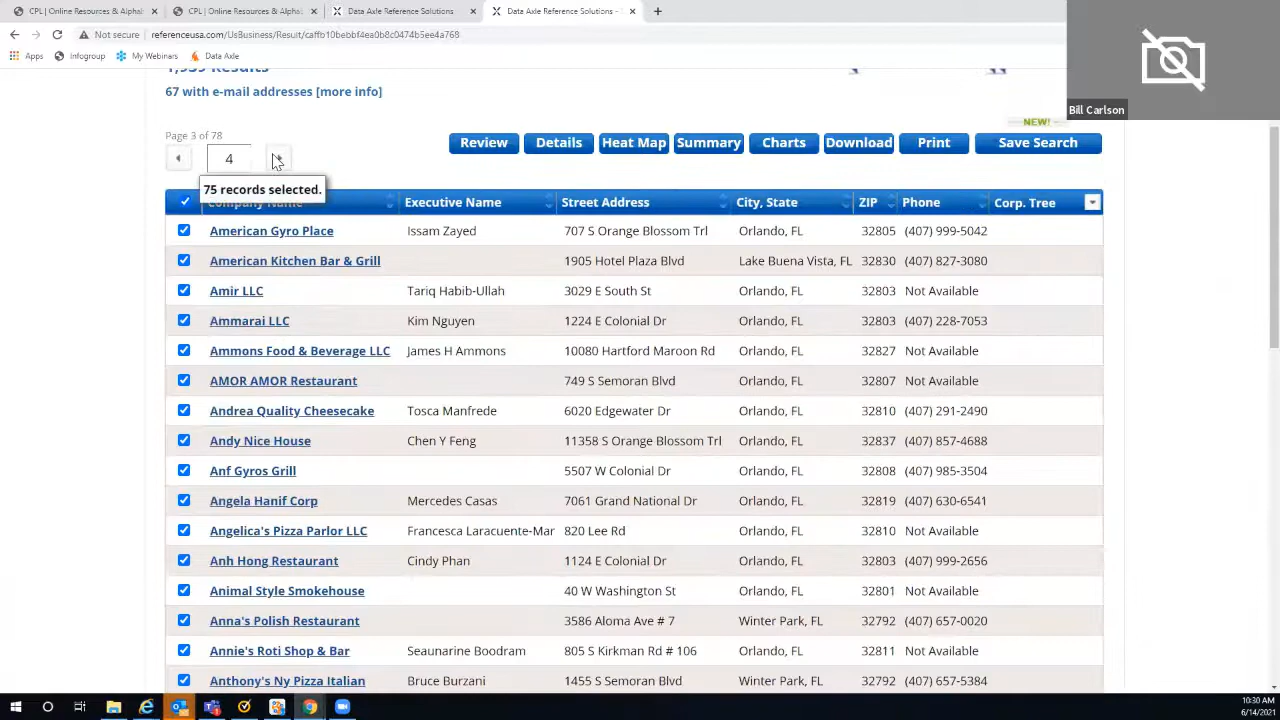 CPL | Online Resources & Alphab
CPL | Online Resources & Alphab
Data Axle Reference Solutions
Data Axle Reference Solutions -
Not secure | referenceusa.com/UsBusiness/Result/caffb10bebbf4ea0b8c0474b5ee4a768
Apps Infogroup My Webinars Data Axle
Bill Carlson
67 with e-mail addresses [more info]
NEW!
Page 3 of 78
4
Review Details Heat Map Summary Charts Download Print Save Search
75 records selected.
Company Name Executive Name Street Address City, State ZIP Phone Corp. Tree
American Gyro Place Issam Zayed 707 S Orange Blossom Trl Orlando, FL 32805 (407) 999-5042
American Kitchen Bar & Grill 1905 Hotel Plaza Blvd Lake Buena Vista, FL 32830 (407) 827-3080
Amir LLC Tariq Habib-Ullah 3029 E South St Orlando, FL 32803 Not Available
Ammarai LLC Kim Nguyen 1224 E Colonial Dr Orlando, FL 32803 (407) 228-7053
Ammons Food & Beverage LLC James H Ammons 10080 Hartford Maroon Rd Orlando, FL 32827 Not Available
AMOR AMOR Restaurant 749 S Semoran Blvd Orlando, FL 32807 Not Available
Andrea Quality Cheesecake Tosca Manfrede 6020 Edgewater Dr Orlando, FL 32810 (407) 291-2490
Andy Nice House Chen Y Feng 11358 S Orange Blossom Trl Orlando, FL 32837 (407) 857-4688
Anf Gyros Grill 5507 W Colonial Dr Orlando, FL 32808 (407) 985-3504
Angela Hanif Corp Mercedes Casas 7061 Grand National Dr Orlando, FL 32819 (407) 630-6541
Angelica's Pizza Parlor LLC Francesca Laracuente-Mar 820 Lee Rd Orlando, FL 32810 Not Available
Anh Hong Restaurant Cindy Phan 1124 E Colonial Dr Orlando, FL 32803 (407) 999-2656
Animal Style Smokehouse 40 W Washington St Orlando, FL 32801 Not Available
Anna's Polish Restaurant 3586 Aloma Ave # 7 Winter Park, FL 32792 (407) 657-0020
Annie's Roti Shop & Bar Seaunarine Boodram 805 S Kirkman Rd # 106 Orlando, FL 32811 Not Available
Anthony's Ny Pizza Italian Bruce Burzani 1455 S Semoran Blvd Winter Park, FL 32792 (407) 657-5384
10:30 AM
6/14/2021